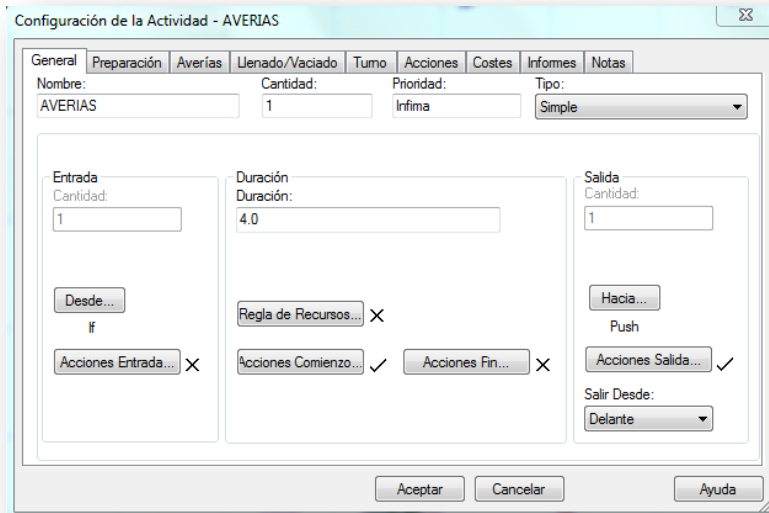 Configuración de la Actividad - AVERIAS
General Preparación Averías Llenado/Vaciado Turno Acciones Costes Informes Notas
Nombre: Cantidad: Prioridad: Tipo:
AVERIAS 1 Infima Simple
Entrada Duración Salida
Cantidad: Duración: Cantidad:
1 4.0 1
Desde... Hacia...
If Regla de Recursos... Push
Acciones Entrada... Acciones Comienzo... Acciones Fin... Acciones Salida...
Salir Desde:
Delante
Aceptar Cancelar Ayuda